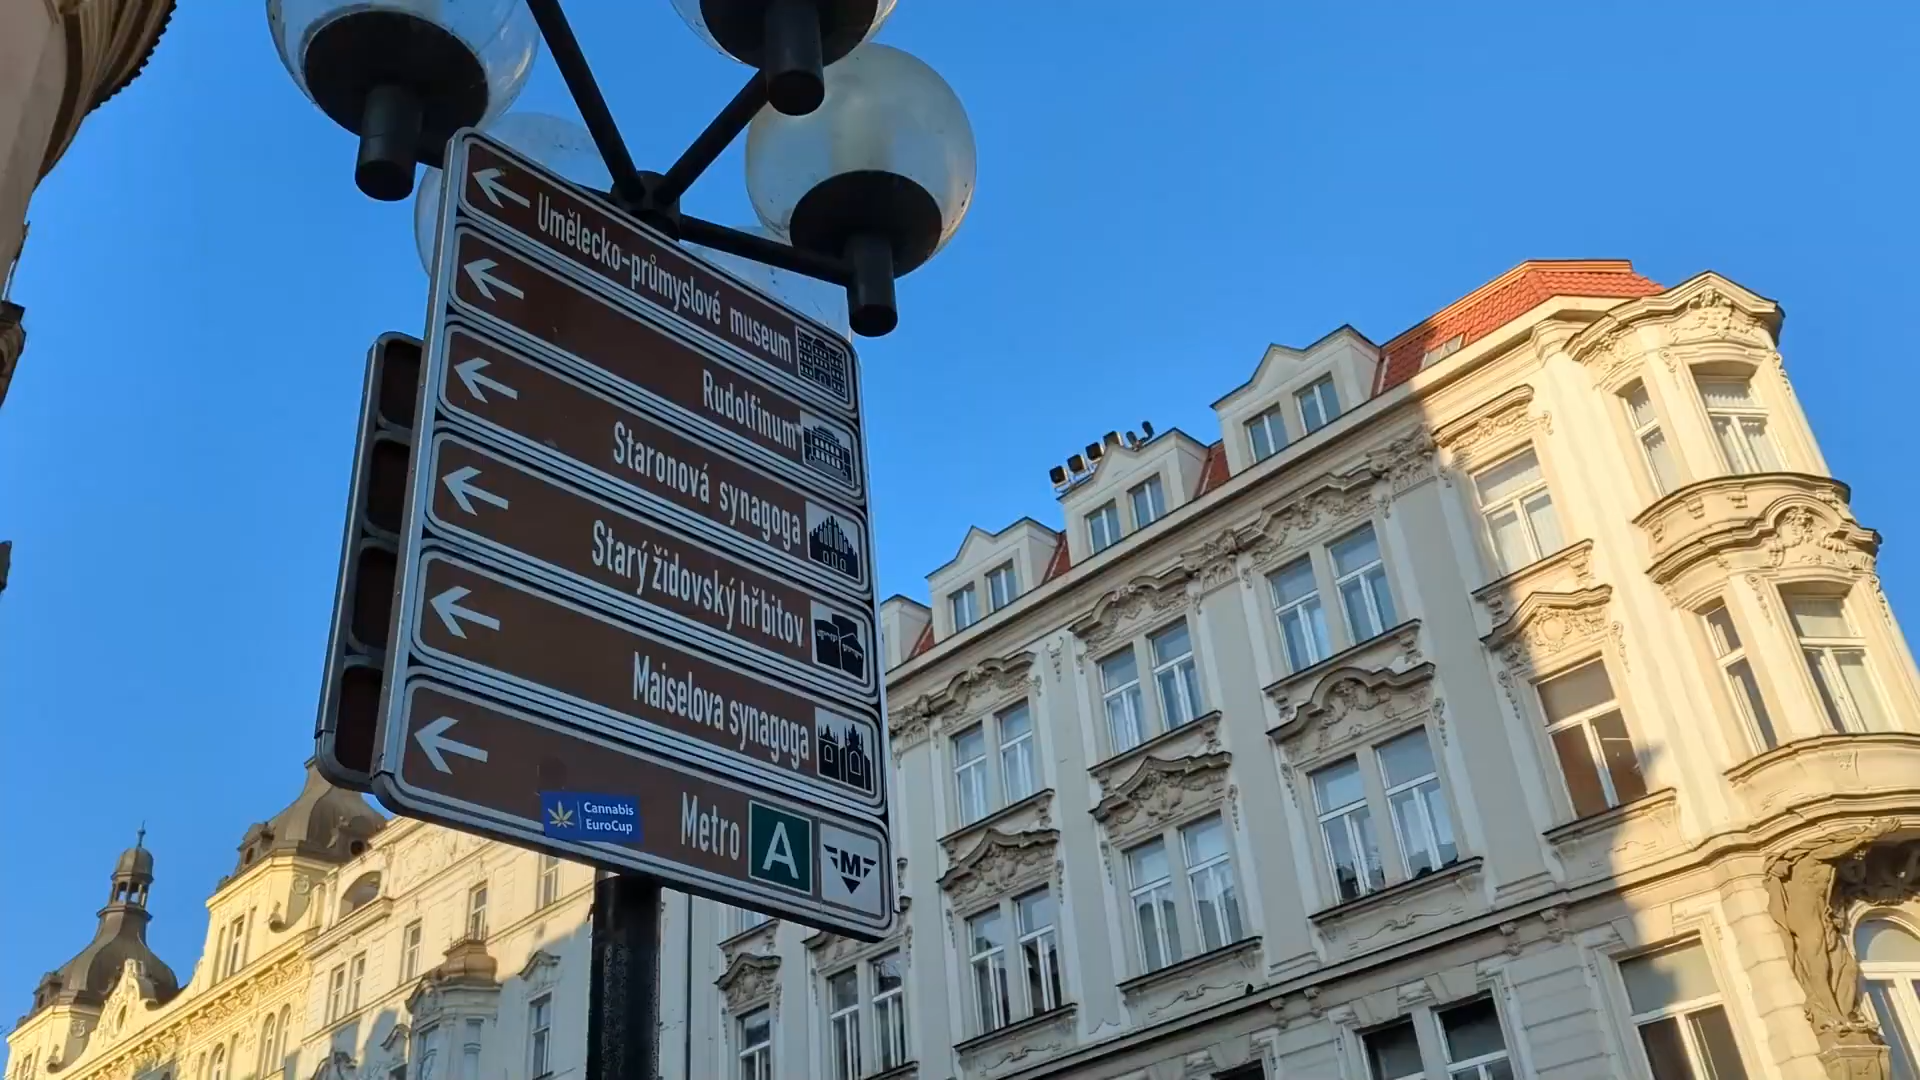 Umělecko-průmyslové museum
Rudolfinum
Staronová synagoga
Starý židovský hřbitov
Maiselova synagoga
Metro A M
Cannabis
EuroCup